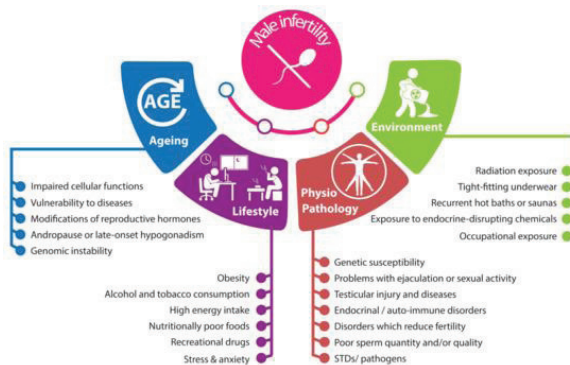 Male infertility
AGE
Ageing
Impaired cellular functions
Vulnerability to diseases
Modifications of reproductive hormones
Andropause or late-onset hypogonadism
Genomic instability
Lifestyle
Obesity
Alcohol and tobacco consumption
High energy intake
Nutritionally poor foods
Recreational drugs
Stress & anxiety
Physio
Pathology
Genetic susceptibility
Problems with ejaculation or sexual activity
Testicular injury and diseases
Endocrinal / auto-immune disorders
Disorders which reduce fertility
Poor sperm quantity and/or quality
STDs/ pathogens
Environment
Radiation exposure
Tight-fitting underwear
Recurrent hot baths or saunas
Exposure to endocrine-disrupting chemicals
Occupational exposure